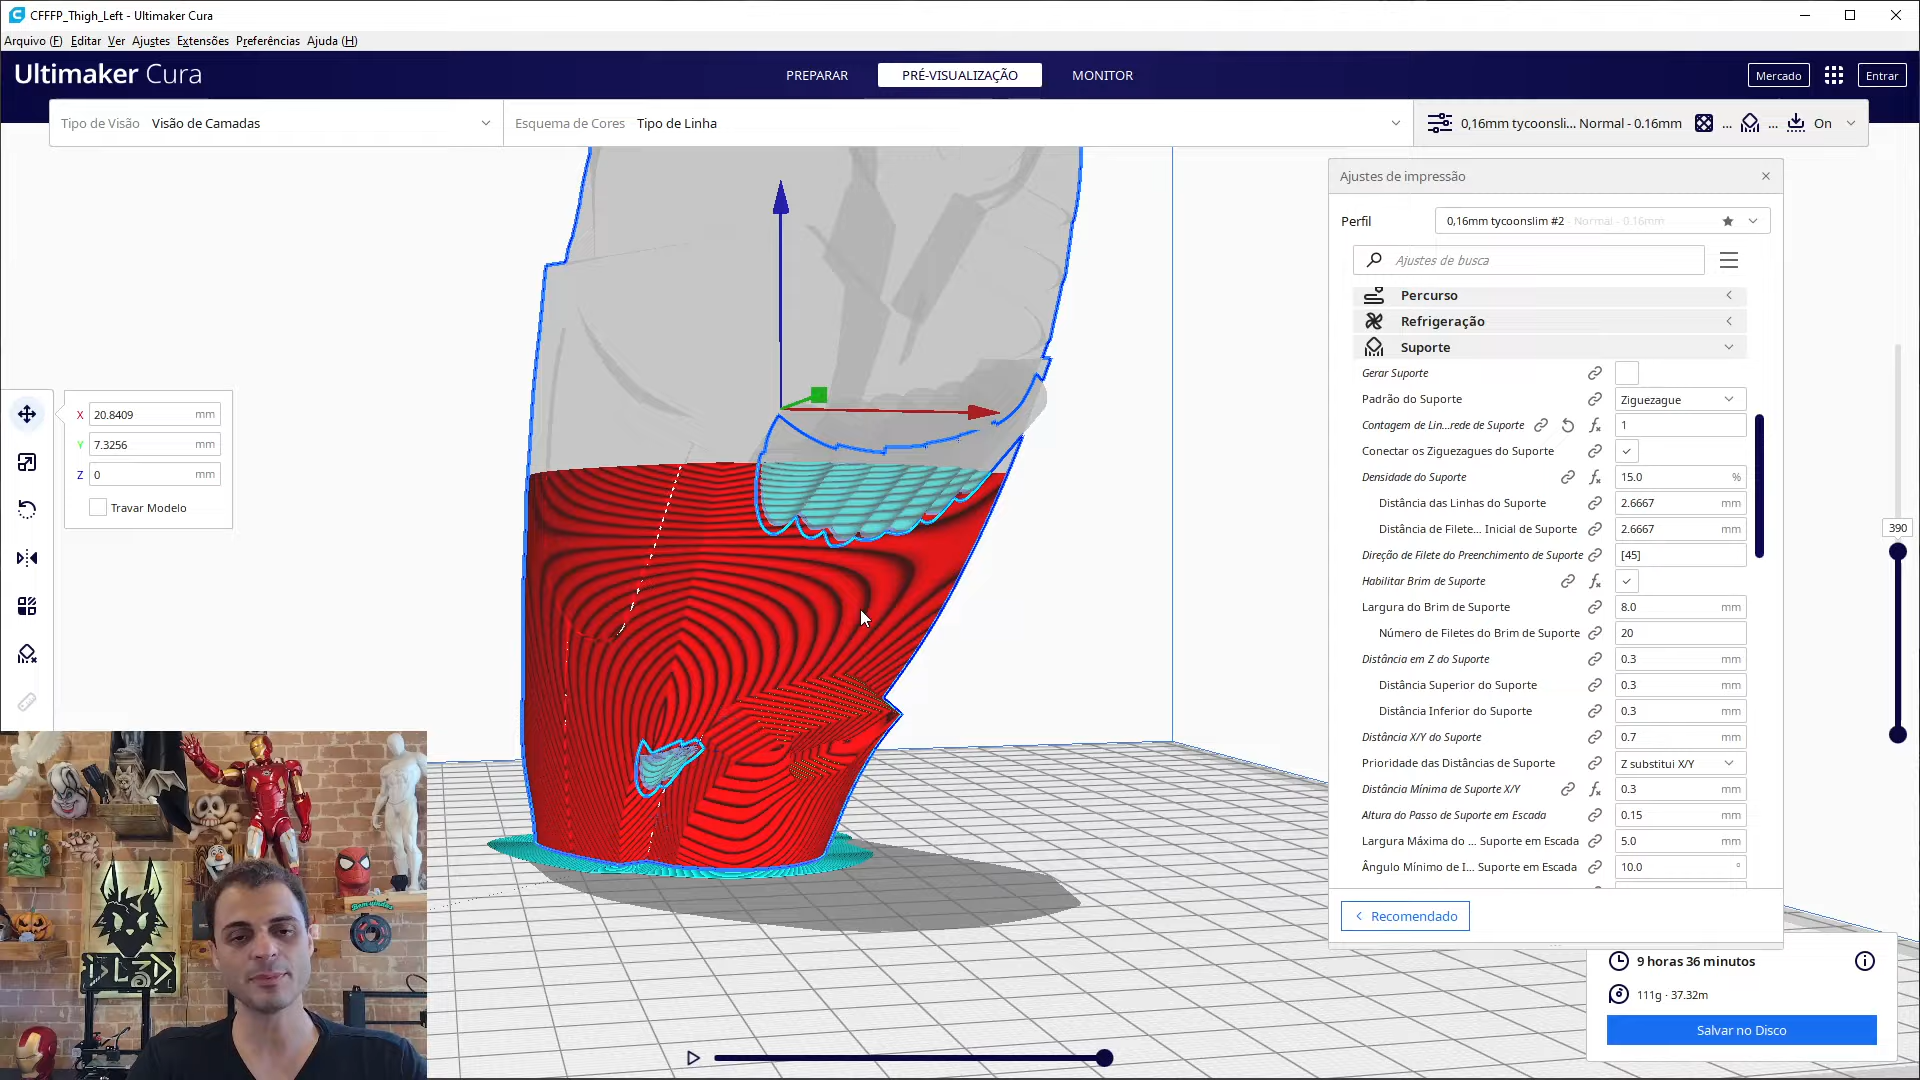 CFFFP_Thigh_Left - Ultimaker Cura
Arquivo (F) Editar Ver Ajustes Extensões Preferências Ajuda (H)
Ultimaker Cura
PREPARAR
PRÉ-VISUALIZAÇÃO
MONITOR
Mercado
Entrar
Tipo de Visão Visão de Camadas
Esquema de Cores Tipo de Linha
0,16mm tycoonsli... Normal - 0.16mm ... ... On
Ajustes de impressão
Perfil 0,16mm tycoonslim #2 - Normal - 0.16mm
Ajustes de busca
Percurso
Refrigeração
Suporte
Gerar Suporte
Padrão do Suporte Ziguezague
Contagem de Lin...rede de Suporte 1
Conectar os Ziguezagues do Suporte
Densidade do Suporte 15.0 %
Distância das Linhas do Suporte 2.6667 mm
Distância de Filete... Inicial de Suporte 2.6667 mm
Direção de Filete do Preenchimento de Suporte [45]
Habilitar Brim de Suporte
Largura do Brim de Suporte 8.0 mm
Número de Filetes do Brim de Suporte 20
Distância em Z do Suporte 0.3 mm
Distância Superior do Suporte 0.3 mm
Distância Inferior do Suporte 0.3 mm
Distância X/Y do Suporte 0.7 mm
Prioridade das Distâncias de Suporte Z substitui X/Y
Distância Mínima de Suporte X/Y 0.3 mm
Altura do Passo de Suporte em Escada 0.15 mm
Largura Máxima do ... Suporte em Escada 5.0 mm
Ângulo Mínimo de I... Suporte em Escada 10.0 °
Recomendado
X 20.8409 mm
Y 7.3256 mm
Z 0 mm
Travar Modelo
390
9 horas 36 minutos
111g · 37.32m
Salvar no Disco
Bem vindos
DL3D